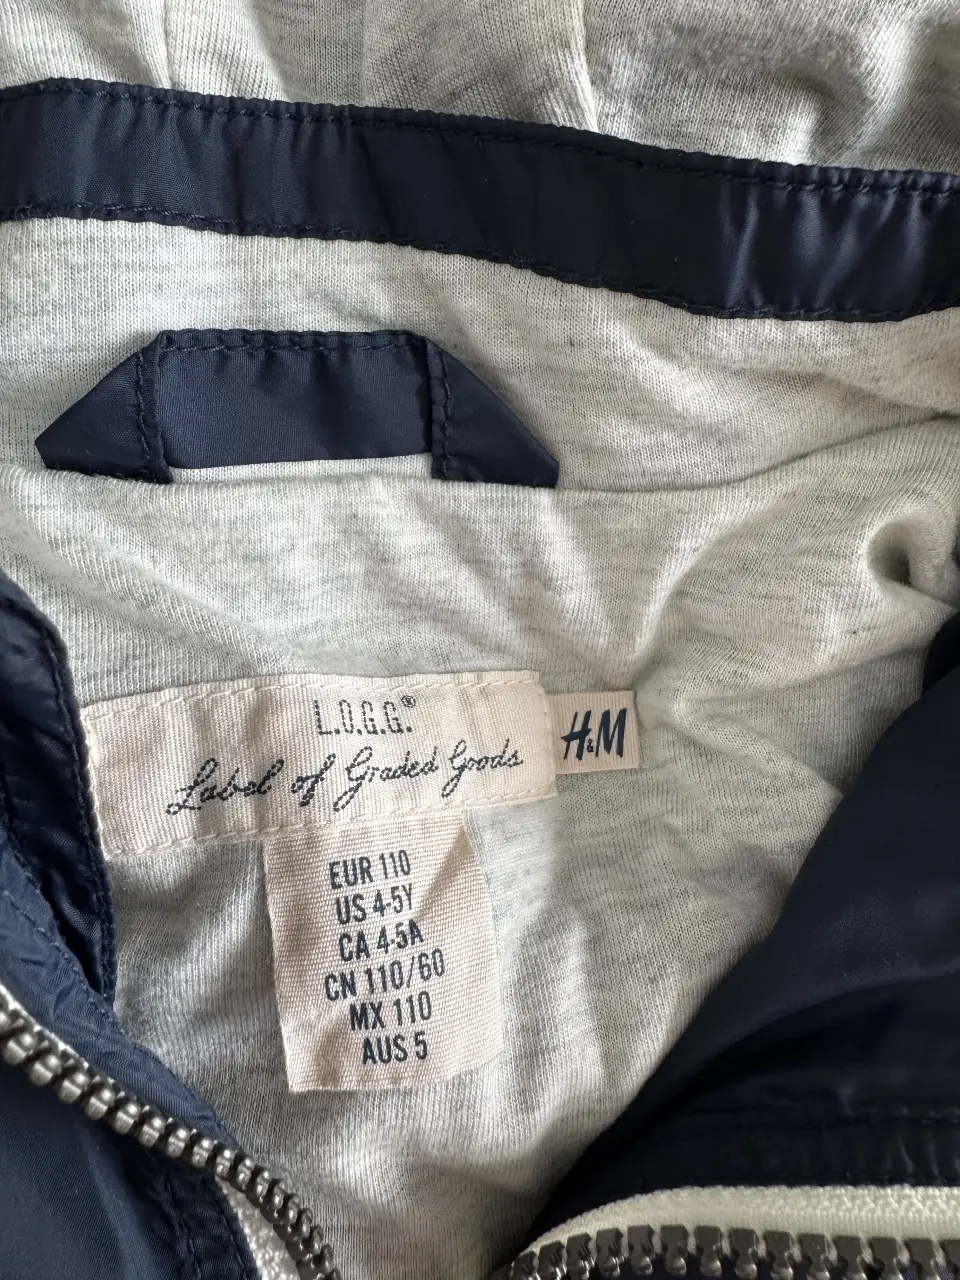 L.O.G.G.®
Label of Graded Goods
H&M
EUR 110
US 4-5Y
CA 4-5A
CN 110/60
MX 110
AUS 5